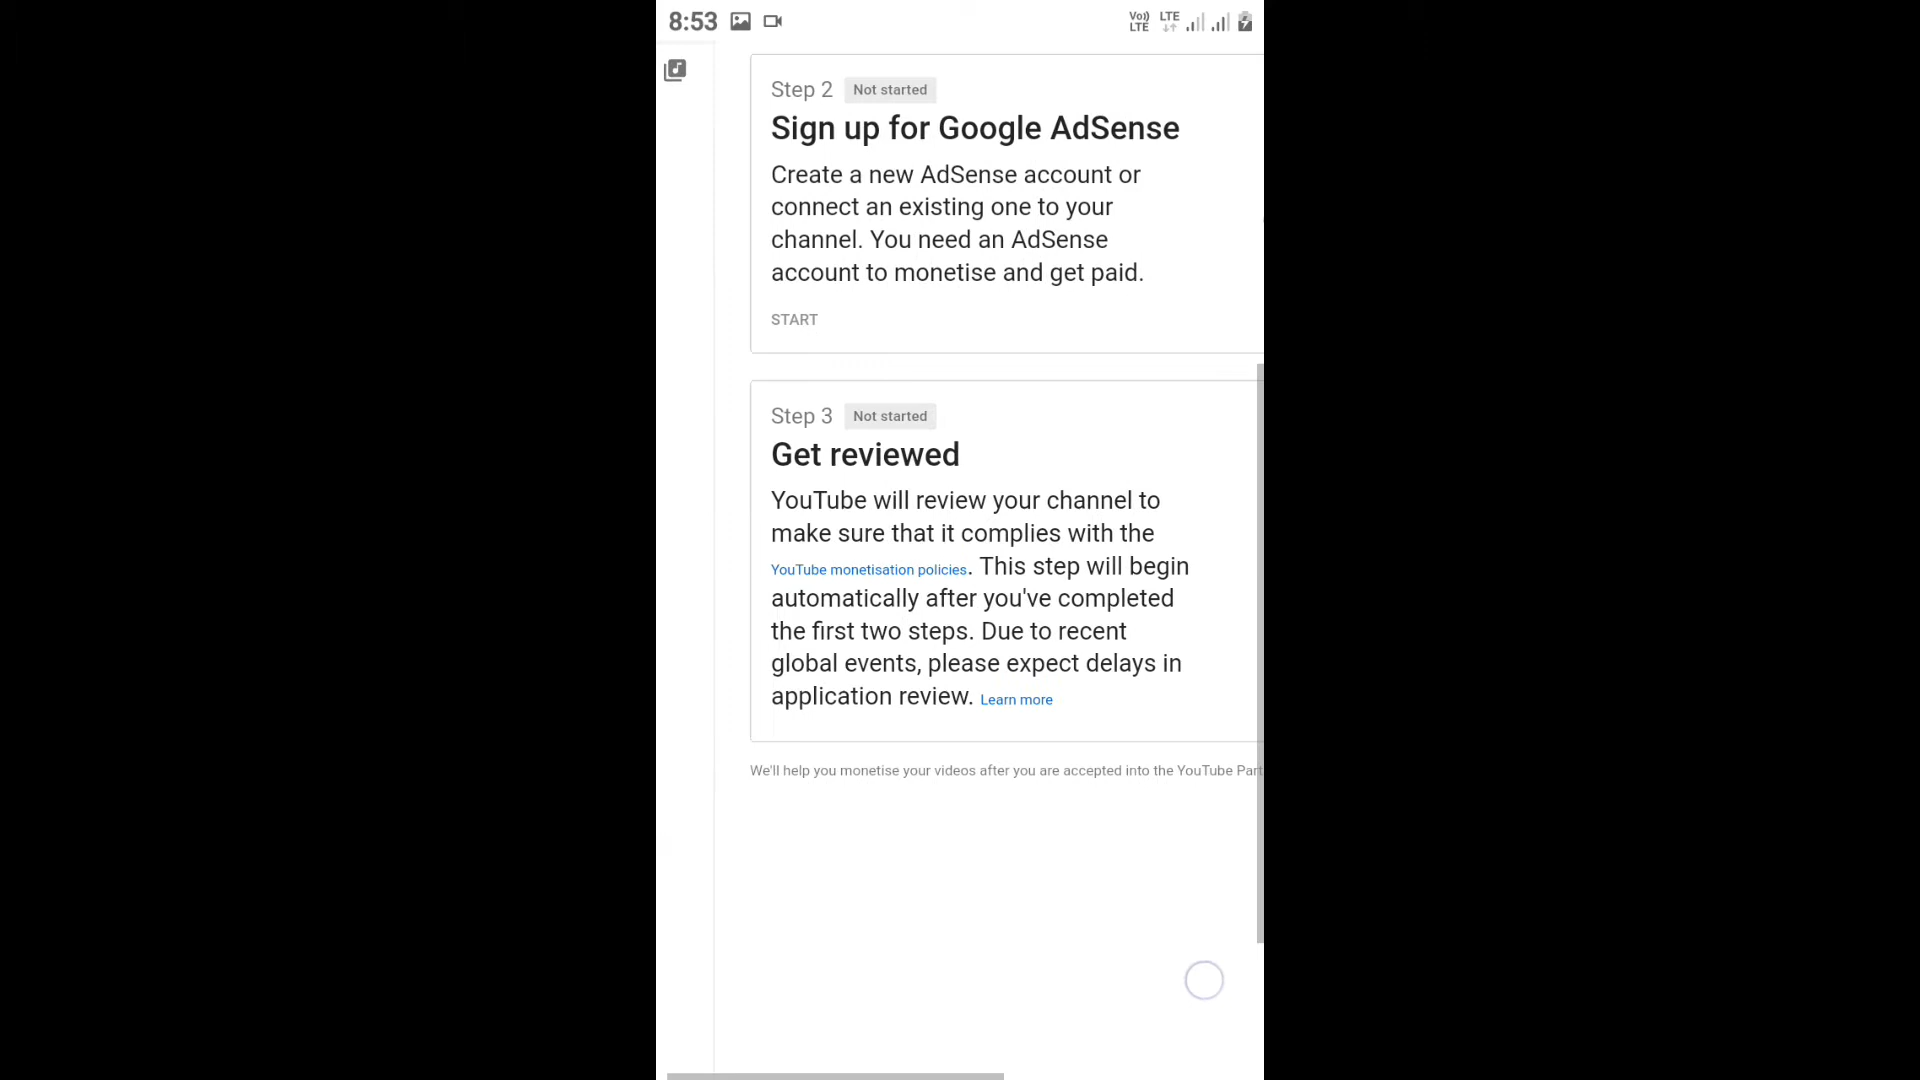 8:53
Vo)) LTE LTE
Step 2 Not started
Sign up for Google AdSense
Create a new AdSense account or
connect an existing one to your
channel. You need an AdSense
account to monetise and get paid.
START
Step 3 Not started
Get reviewed
YouTube will review your channel to
make sure that it complies with the
YouTube monetisation policies. This step will begin
automatically after you've completed
the first two steps. Due to recent
global events, please expect delays in
application review. Learn more
We'll help you monetise your videos after you are accepted into the YouTube Part